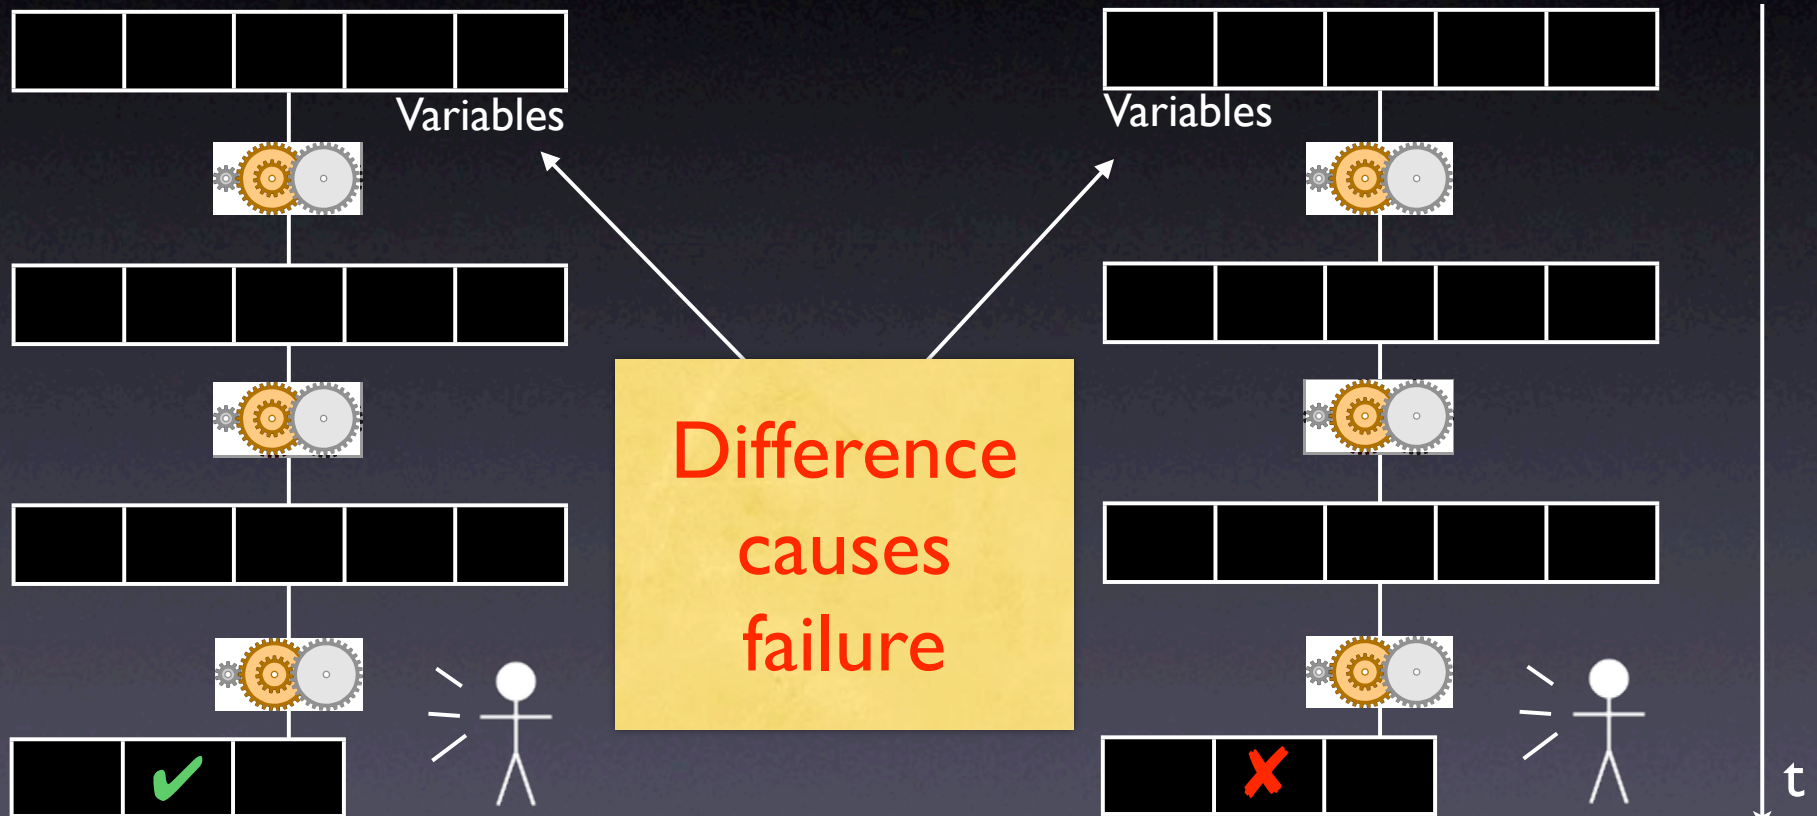 Variables
Variables
Difference
causes
failure
✔
✘
t